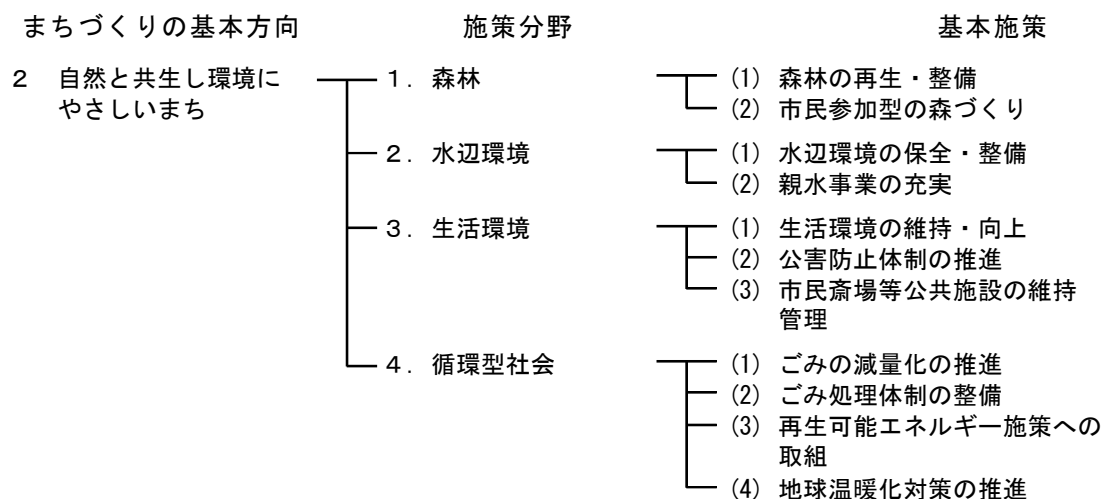 まちづくりの基本方向 施策分野 基本施策
２ 自然と共生し環境に
やさしいまち
１．森林
(1) 森林の再生・整備
(2) 市民参加型の森づくり
２．水辺環境
(1) 水辺環境の保全・整備
(2) 親水事業の充実
３．生活環境
(1) 生活環境の維持・向上
(2) 公害防止体制の推進
(3) 市民斎場等公共施設の維持
管理
４．循環型社会
(1) ごみの減量化の推進
(2) ごみ処理体制の整備
(3) 再生可能エネルギー施策への
取組
(4) 地球温暖化対策の推進